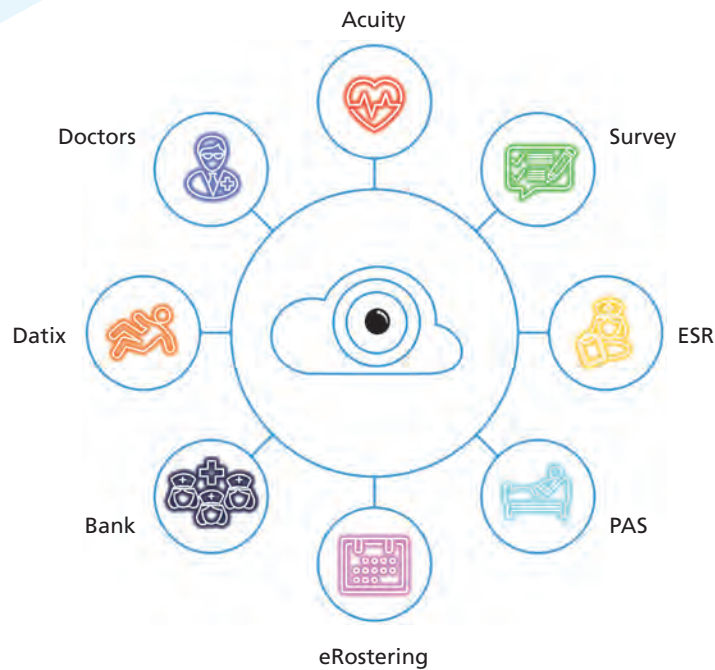 Acuity
Doctors
Survey
Datix
ESR
Bank
PAS
eRostering